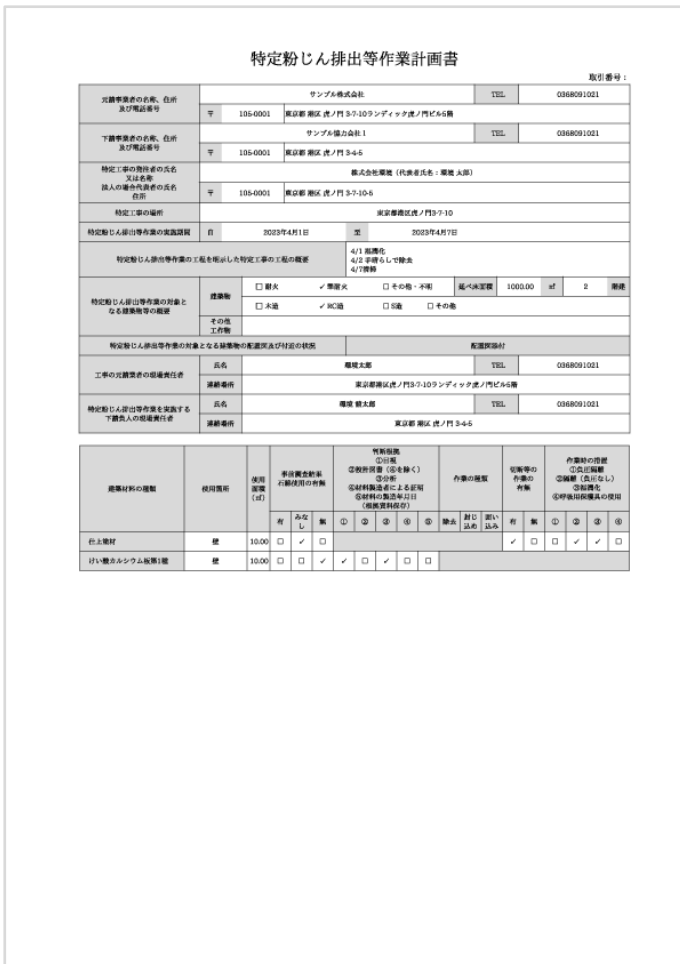 特定粉じん排出等作業計画書
取引番号：
元請事業者の名称、住所
及び電話番号
サンプル株式会社 TEL 0368091021
〒 105-0001 東京都 港区 虎ノ門 3-7-10ランディック虎ノ門ビル5階
下請事業者の名称、住所
及び電話番号
サンプル協力会社1 TEL 0368091021
〒 105-0001 東京都 港区 虎ノ門 3-4-5
特定工事の発注者の氏名
又は名称
法人の場合代表者の氏名
住所
株式会社環境（代表者氏名：環境 太郎）
〒 105-0001 東京都 港区 虎ノ門 3-7-10-5
特定工事の場所 東京都港区虎ノ門3-7-10
特定粉じん排出等作業の実施期間 自 2023年4月1日 至 2023年4月7日
特定粉じん排出等作業の工程を明示した特定工事の工程の概要
4/1 湿潤化
4/2 手ばらしで除去
4/7清掃
特定粉じん排出等作業の対象と
なる建築物等の概要
建築物
☐ 耐火 ✓ 準耐火 ☐ その他・不明 延べ床面積 1000.00 ㎡ 2 階建
☐ 木造 ✓ RC造 ☐ S造 ☐ その他
その他
工作物
特定粉じん排出等作業の対象となる建築物の配置図及び付近の状況 配置図添付
工事の元請業者の現場責任者
氏名 環境太郎 TEL 0368091021
連絡場所 東京都港区虎ノ門3-7-10ランディック虎ノ門ビル5階
特定粉じん排出等作業を実施する
下請負人の現場責任者
氏名 環境 健太郎 TEL 0368091021
連絡場所 東京都 港区 虎ノ門 3-4-5
建築材料の種類
使用箇所
使用
面積
(㎡)
事前調査結果
石綿使用の有無
有 みなし 無
判断根拠
①目視
②設計図書（④を除く）
③分析
④材料製造者による証明
⑤材料の製造年月日
（根拠資料保存）
① ② ③ ④ ⑤
作業の種類
除去 封じ込め 囲い込み
切断等の
作業の
有無
有 無
作業時の措置
①負圧隔離
②隔離（負圧なし）
③湿潤化
④呼吸用保護具の使用
① ② ③ ④
仕上塗材 壁 10.00 ☐ ✓ ☐ ✓ ☐ ☐ ✓ ✓ ☐
けい酸カルシウム板第1種 壁 10.00 ☐ ☐ ✓ ✓ ☐ ✓ ☐ ☐